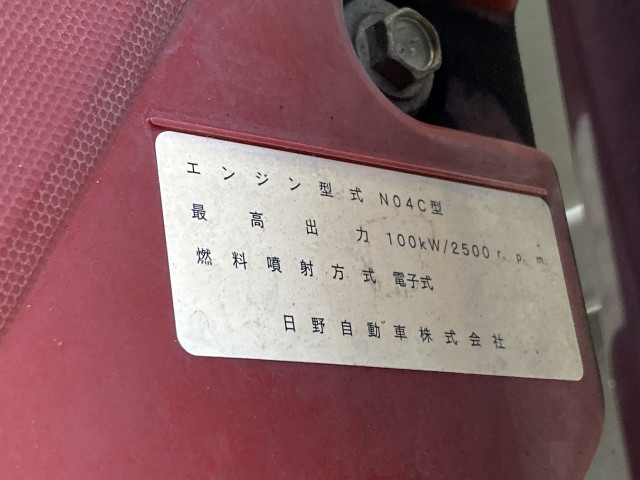 エンジン型式 N04C型
最高出力 100kW/2500r.p.m.
燃料噴射方式 電子式
日野自動車株式会社